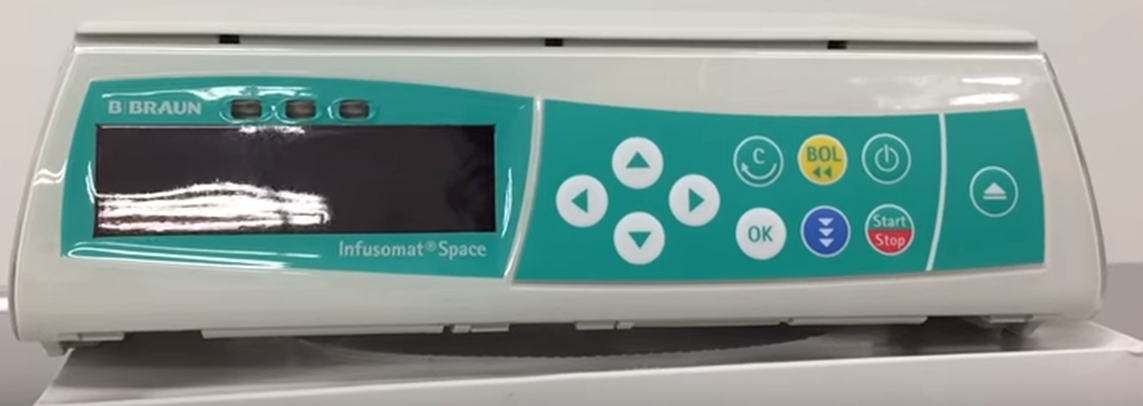 B BRAUN
Infusomat® Space
C
BOL
OK
Start
Stop